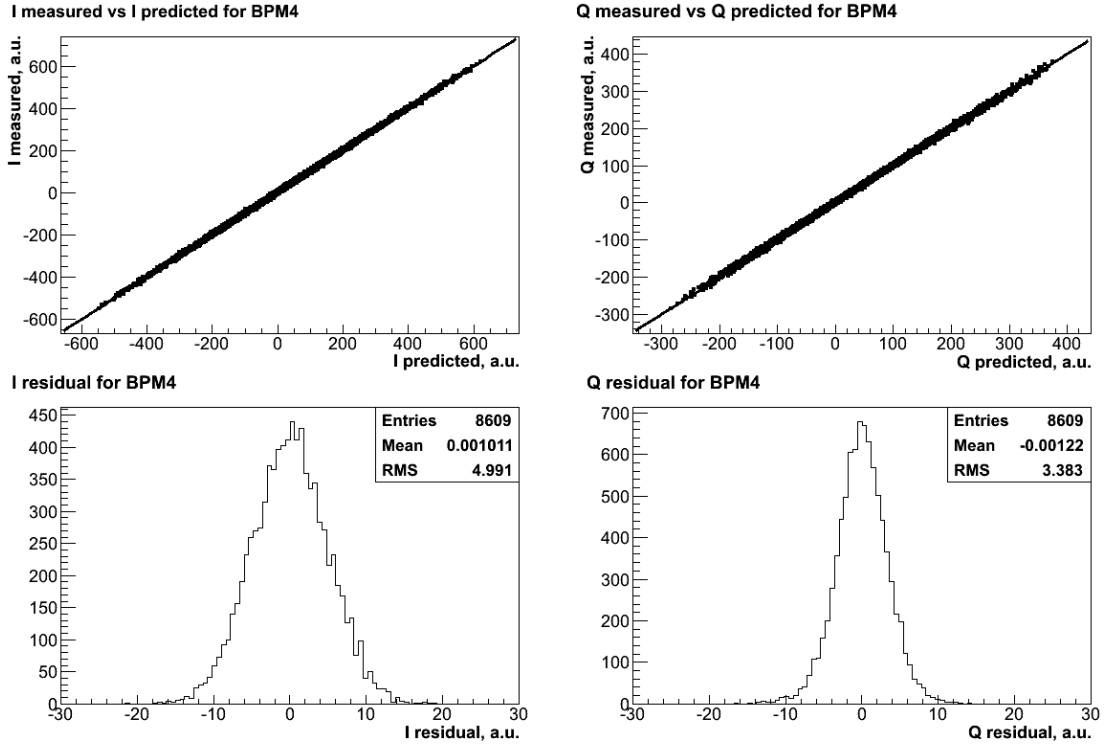 I measured vs I predicted for BPM4
I measured, a.u.
600
400
200
0
-200
-400
-600
-600 -400 -200 0 200 400 600
I predicted, a.u.
Q measured vs Q predicted for BPM4
Q measured, a.u.
400
300
200
100
0
-100
-200
-300
-300 -200 -100 0 100 200 300 400
Q predicted, a.u.
I residual for BPM4
Entries 8609
Mean 0.001011
RMS 4.991
450
400
350
300
250
200
150
100
50
0
-30 -20 -10 0 10 20 30
I residual, a.u.
Q residual for BPM4
Entries 8609
Mean -0.00122
RMS 3.383
700
600
500
400
300
200
100
0
-30 -20 -10 0 10 20 30
Q residual, a.u.